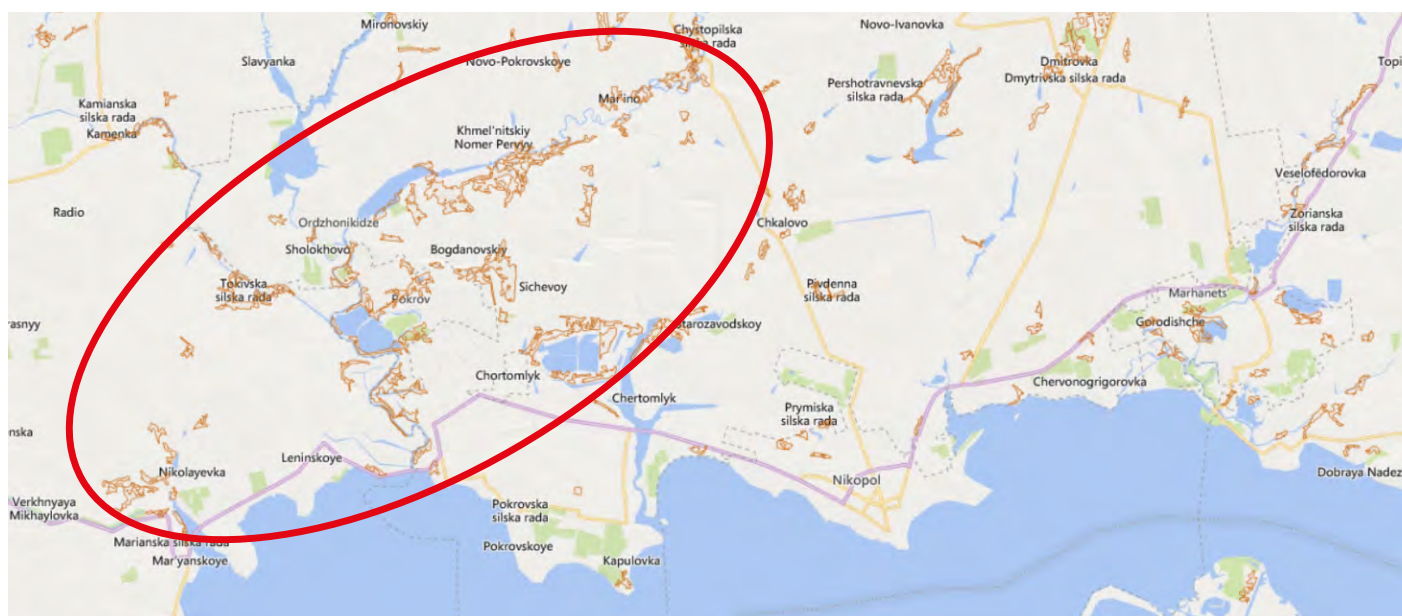 Mironovskiy
Chystopilska
silska rada
Novo-Ivanovka
Slavyanka
Novo-Pokrovskoye
Dmitrovka
Dmytrivska silska rada
Topi
Pershotravnevska
silska rada
Kamianska
silska rada
Kamenka
Mar'ino
Khmel'nitskiy
Nomer Pervyy
Veselofëdorovka
Radio
Ordzhonikidze
Chkalovo
Zorianska
silska rada
Sholokhovo
Bogdanovskiy
Tokivska
silska rada
Pokrov
Sichevoy
Pivdenna
silska rada
Marhanets
rasnyy
Starozavodskoy
Gorodishche
Chortomlyk
Chervonogrigorovka
Chertomlyk
Prymiska
silska rada
nska
Leninskoye
Nikolayevka
Nikopol
Dobraya Nadez
Verkhnyaya
Mikhaylovka
Pokrovska
silska rada
Marianska silska rada
Mar'yanskoye
Pokrovskoye
Kapulovka